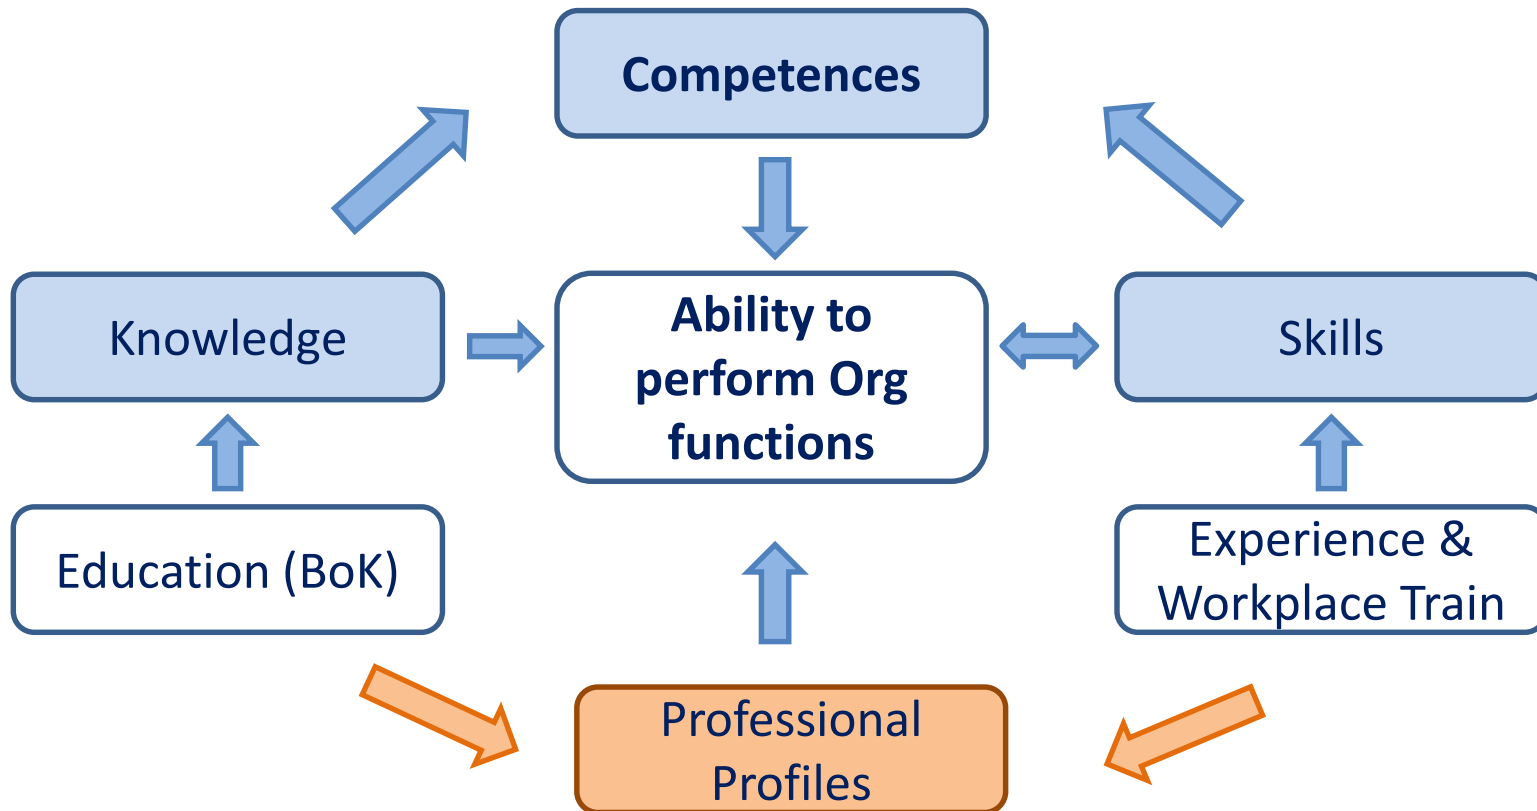 Competences
Knowledge
Ability to
perform Org
functions
Skills
Education (BoK)
Experience &
Workplace Train
Professional
Profiles